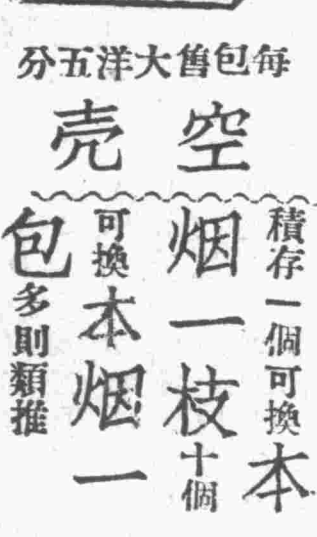 每包售大洋五分
空壳
積存一個可換本
烟一枝十個
可換本烟一
包多則類推